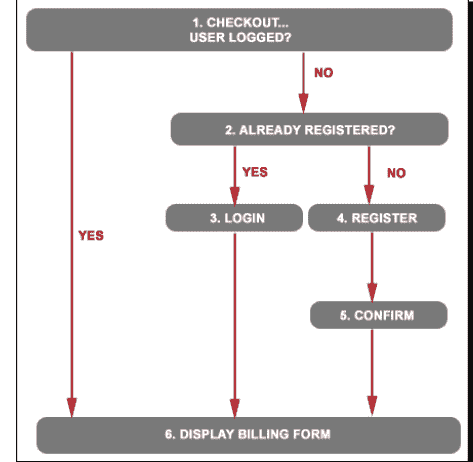 1. CHECKOUT...
USER LOGGED?
NO
2. ALREADY REGISTERED?
YES
NO
3. LOGIN
4. REGISTER
YES
5. CONFIRM
6. DISPLAY BILLING FORM